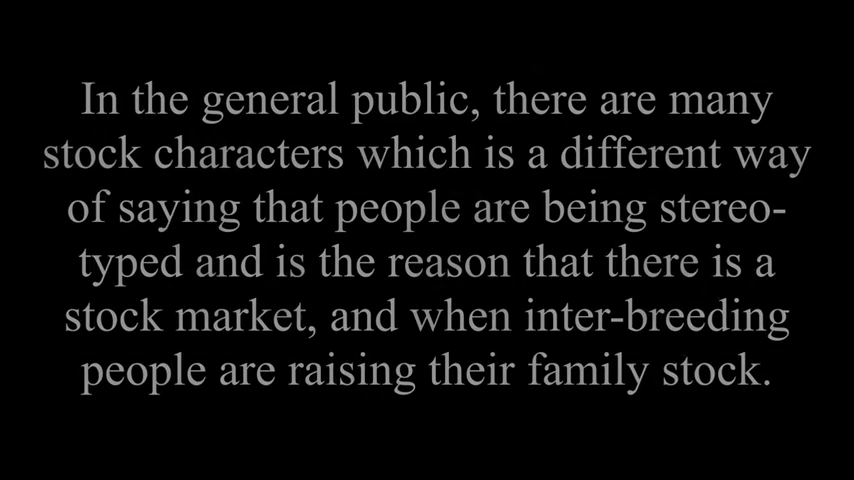 In the general public, there are many
stock characters which is a different way
of saying that people are being stereo-
typed and is the reason that there is a
stock market, and when inter-breeding
people are raising their family stock.